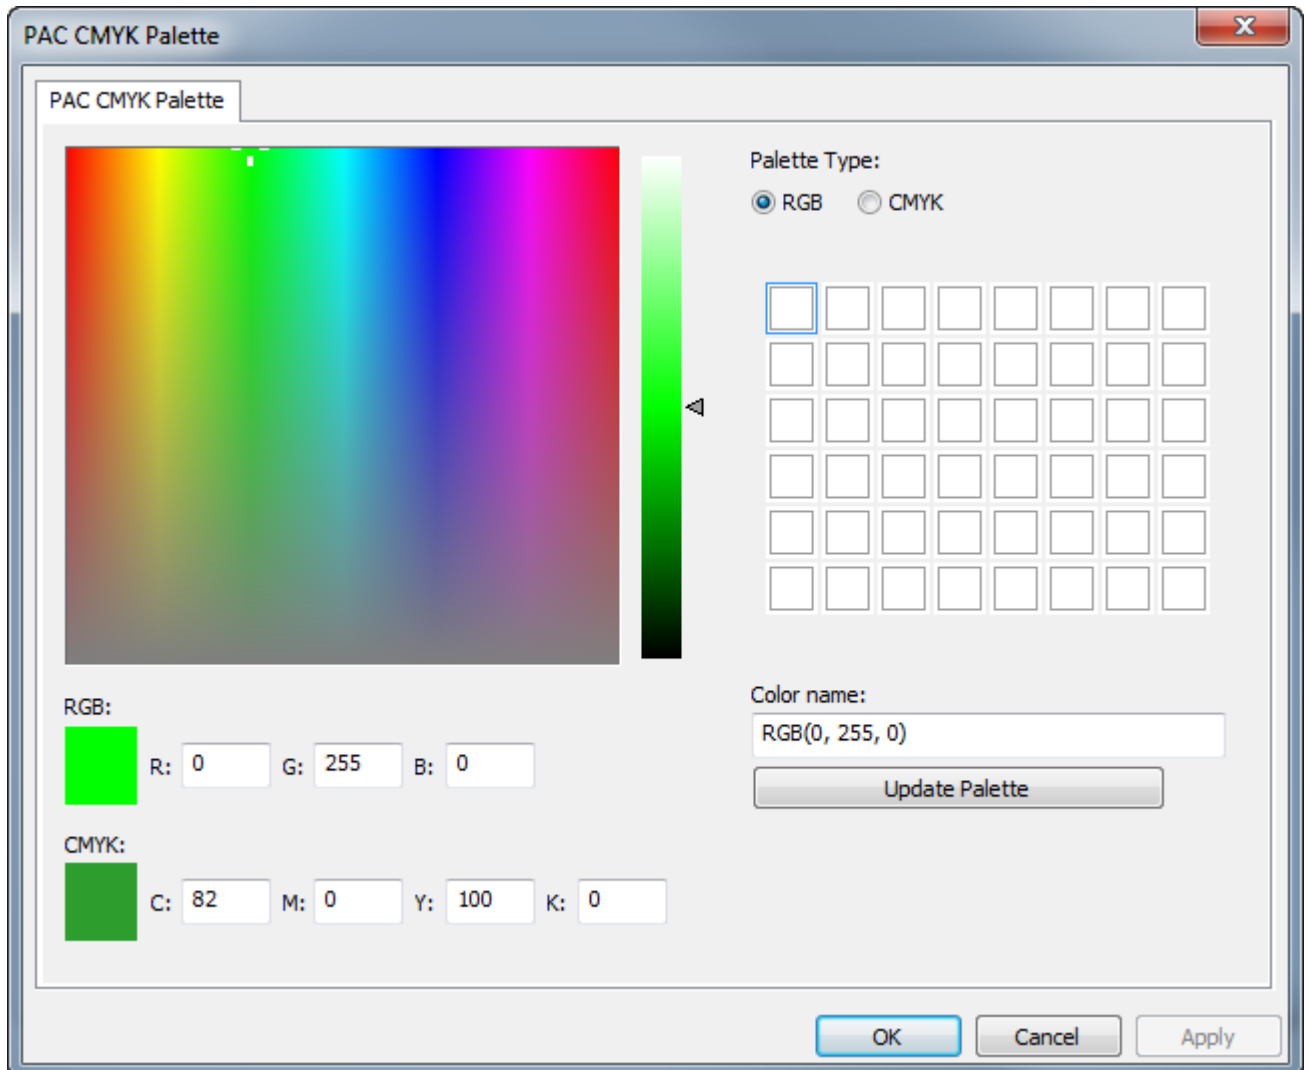 PAC CMYK Palette
PAC CMYK Palette
Palette Type:
RGB CMYK
RGB:
R: 0 G: 255 B: 0
CMYK:
C: 82 M: 0 Y: 100 K: 0
Color name:
RGB(0, 255, 0)
Update Palette
OK Cancel Apply